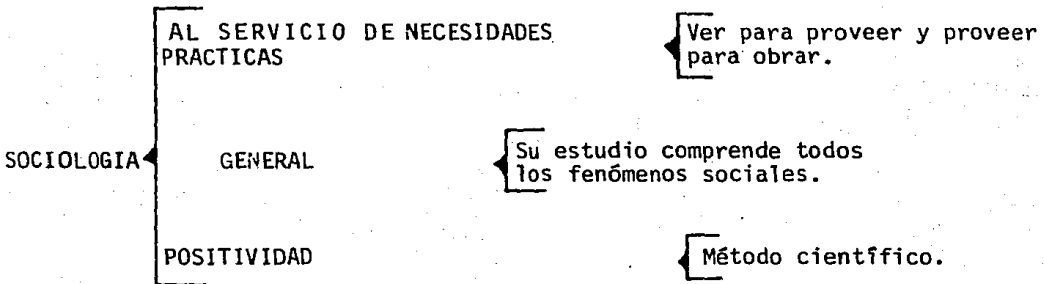 AL SERVICIO DE NECESIDADES
PRACTICAS
Ver para proveer y proveer
para obrar.
SOCIOLOGIA
GENERAL
Su estudio comprende todos
los fenómenos sociales.
POSITIVIDAD
Método científico.